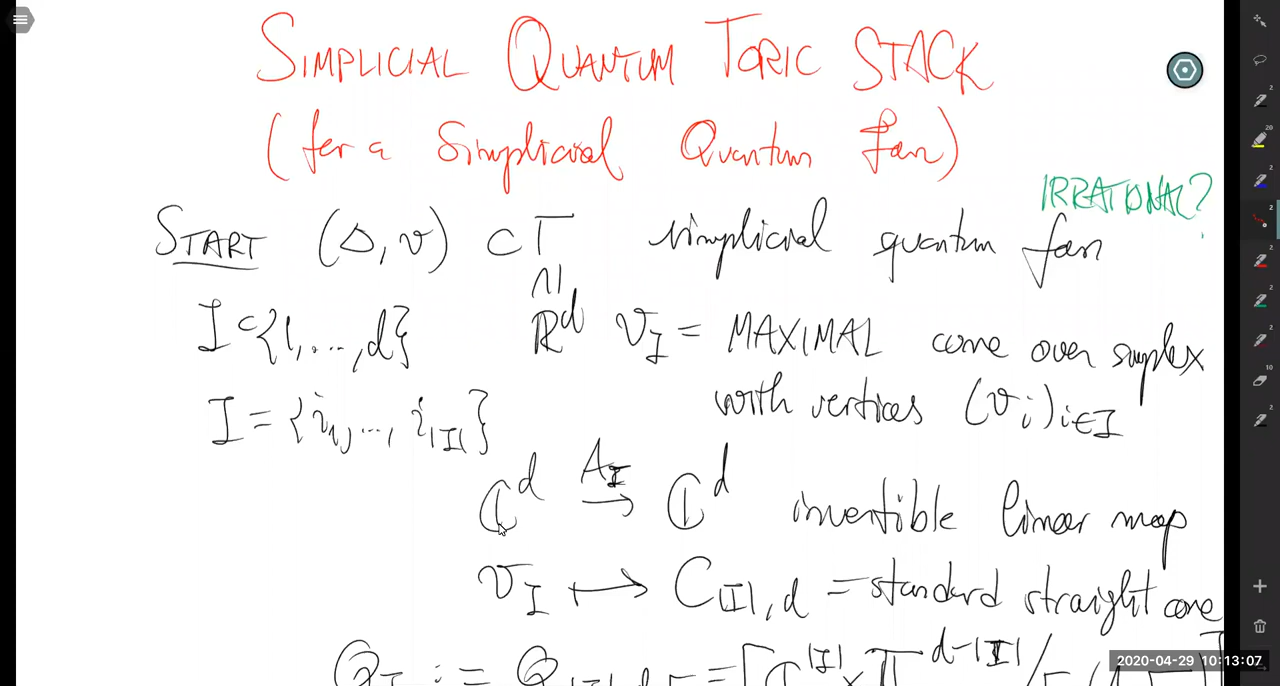 SIMPLICIAL QUANTUM TORIC STACK
(for a Simplicial Quantum fan)
IRRATIONAL?
START (Δ, v) ⊂ Γ simplicial quantum fan
∩|
I ⊂ {1, ..., d} ℝ^d v_I = MAXIMAL cone over simplex
I = {i_1, ..., i_|I|} with vertices (v_i)_{i∈I}
ℂ^d A_I → ℂ^d invertible linear map
v_I ↦ C_{|I|,d} = standard straight cone
:= = [ℂ^|I| × 𝕋^{d-|I|} /
2020-04-29 10:13:07